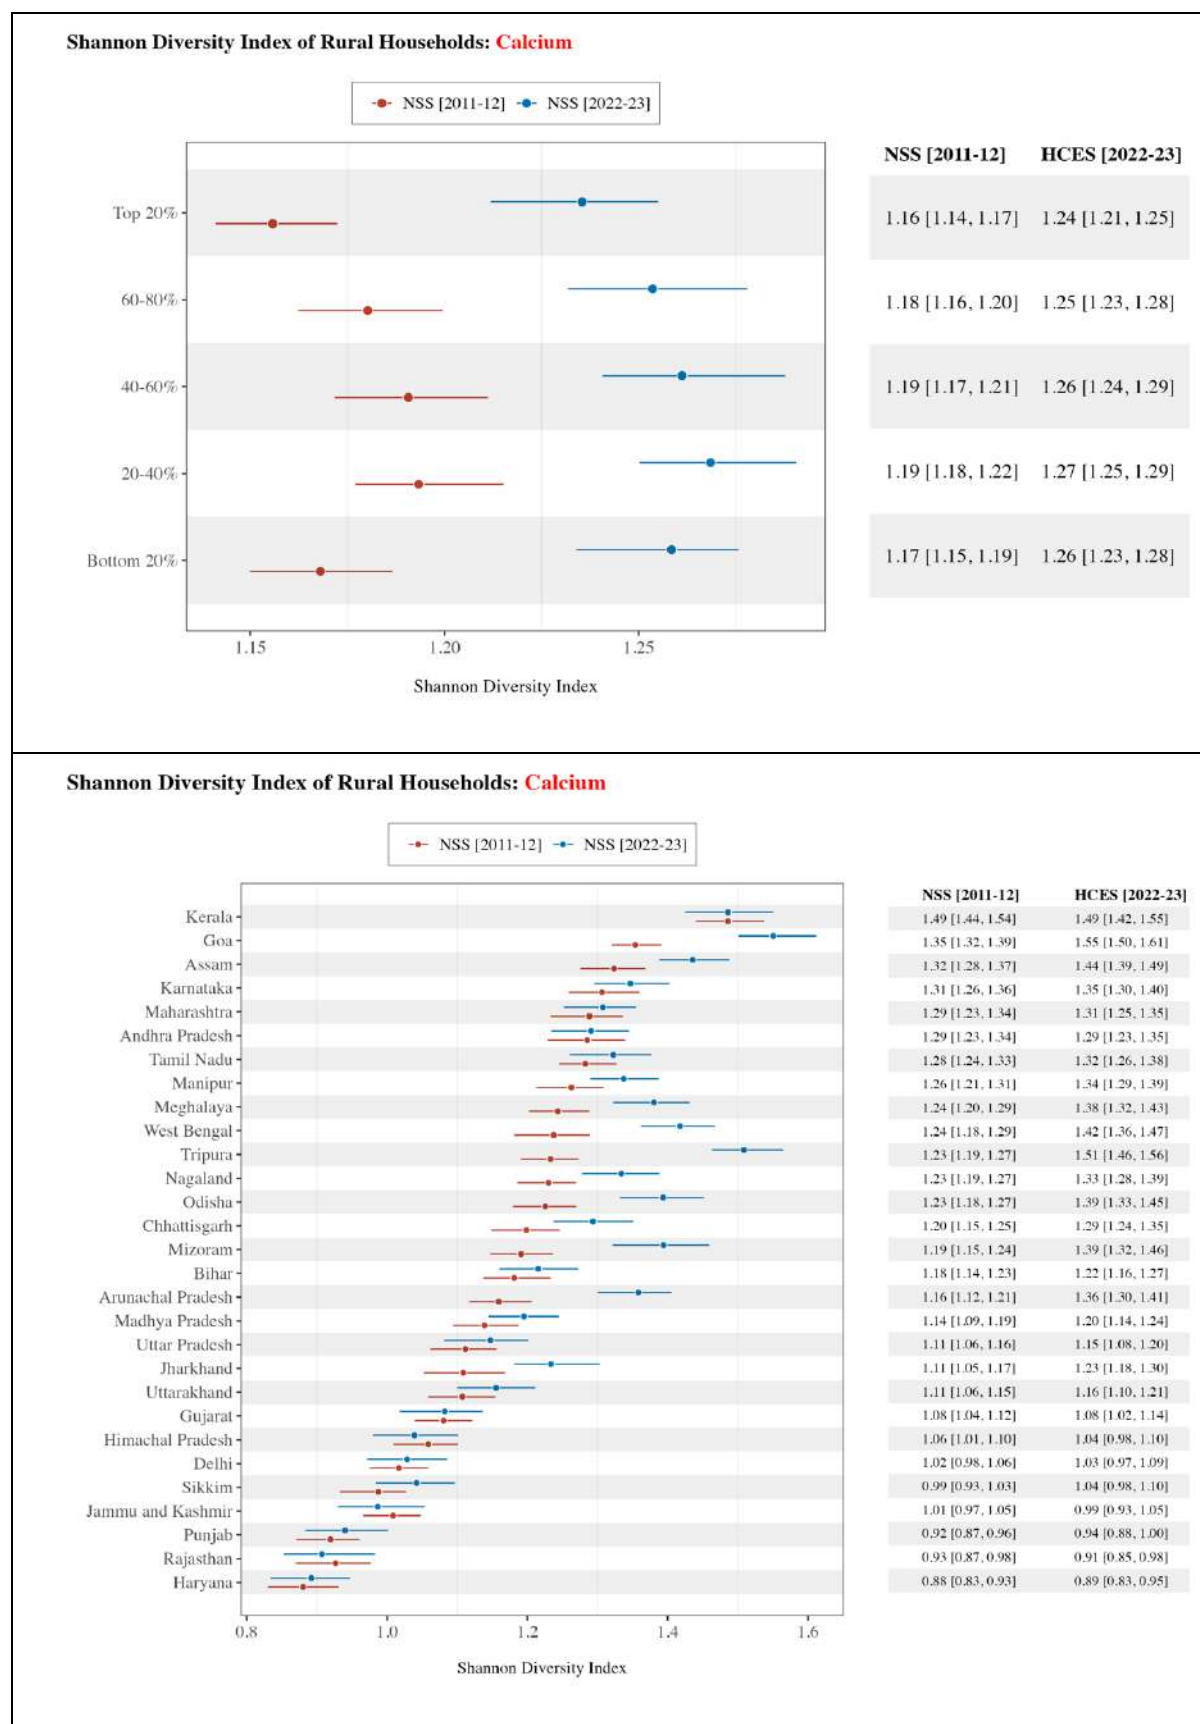 Shannon Diversity Index of Rural Households: Calcium
NSS [2011-12] NSS [2022-23]
NSS [2011-12] HCES [2022-23]
Top 20% 1.16 [1.14, 1.17] 1.24 [1.21, 1.25]
60-80% 1.18 [1.16, 1.20] 1.25 [1.23, 1.28]
40-60% 1.19 [1.17, 1.21] 1.26 [1.24, 1.29]
20-40% 1.19 [1.18, 1.22] 1.27 [1.25, 1.29]
Bottom 20% 1.17 [1.15, 1.19] 1.26 [1.23, 1.28]
1.15 1.20 1.25
Shannon Diversity Index
Shannon Diversity Index of Rural Households: Calcium
NSS [2011-12] NSS [2022-23]
NSS [2011-12] HCES [2022-23]
Kerala 1.49 [1.44, 1.54] 1.49 [1.42, 1.55]
Goa 1.35 [1.32, 1.39] 1.55 [1.50, 1.61]
Assam 1.32 [1.28, 1.37] 1.44 [1.39, 1.49]
Karnataka 1.31 [1.26, 1.36] 1.35 [1.30, 1.40]
Maharashtra 1.29 [1.23, 1.34] 1.31 [1.25, 1.35]
Andhra Pradesh 1.29 [1.23, 1.34] 1.29 [1.23, 1.35]
Tamil Nadu 1.28 [1.24, 1.33] 1.32 [1.26, 1.38]
Manipur 1.26 [1.21, 1.31] 1.34 [1.29, 1.39]
Meghalaya 1.24 [1.20, 1.29] 1.38 [1.32, 1.43]
West Bengal 1.24 [1.18, 1.29] 1.42 [1.36, 1.47]
Tripura 1.23 [1.19, 1.27] 1.51 [1.46, 1.56]
Nagaland 1.23 [1.19, 1.27] 1.33 [1.28, 1.39]
Odisha 1.23 [1.18, 1.27] 1.39 [1.33, 1.45]
Chhattisgarh 1.20 [1.15, 1.25] 1.29 [1.24, 1.35]
Mizoram 1.19 [1.15, 1.24] 1.39 [1.32, 1.46]
Bihar 1.18 [1.14, 1.23] 1.22 [1.16, 1.27]
Arunachal Pradesh 1.16 [1.12, 1.21] 1.36 [1.30, 1.41]
Madhya Pradesh 1.14 [1.09, 1.19] 1.20 [1.14, 1.24]
Uttar Pradesh 1.11 [1.06, 1.16] 1.15 [1.08, 1.20]
Jharkhand 1.11 [1.05, 1.17] 1.23 [1.18, 1.30]
Uttarakhand 1.11 [1.06, 1.15] 1.16 [1.10, 1.21]
Gujarat 1.08 [1.04, 1.12] 1.08 [1.02, 1.14]
Himachal Pradesh 1.06 [1.01, 1.10] 1.04 [0.98, 1.10]
Delhi 1.02 [0.98, 1.06] 1.03 [0.97, 1.09]
Sikkim 0.99 [0.93, 1.03] 1.04 [0.98, 1.10]
Jammu and Kashmir 1.01 [0.97, 1.05] 0.99 [0.93, 1.05]
Punjab 0.92 [0.87, 0.96] 0.94 [0.88, 1.00]
Rajasthan 0.93 [0.87, 0.98] 0.91 [0.85, 0.98]
Haryana 0.88 [0.83, 0.93] 0.89 [0.83, 0.95]
0.8 1.0 1.2 1.4 1.6
Shannon Diversity Index